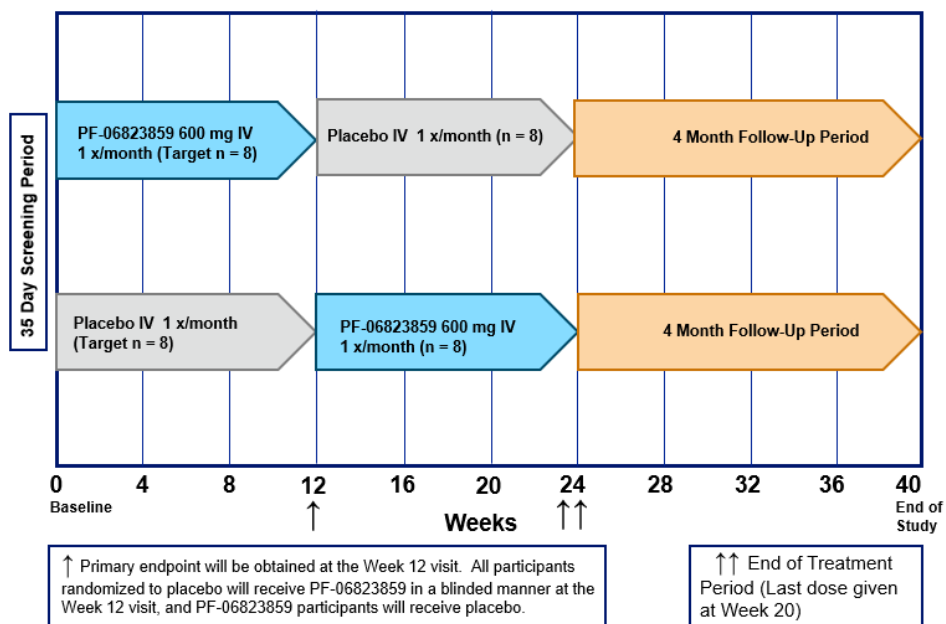 35 Day Screening Period
PF-06823859 600 mg IV
1 x/month (Target n = 8)
Placebo IV 1 x/month (n = 8)
4 Month Follow-Up Period
Placebo IV 1 x/month
(Target n = 8)
PF-06823859 600 mg IV
1 x/month (n = 8)
4 Month Follow-Up Period
0 4 8 12 16 20 24 28 32 36 40
Baseline
End of
Study
↑ Weeks ↑↑
↑ Primary endpoint will be obtained at the Week 12 visit. All participants
randomized to placebo will receive PF-06823859 in a blinded manner at the
Week 12 visit, and PF-06823859 participants will receive placebo.
↑↑ End of Treatment
Period (Last dose given
at Week 20)